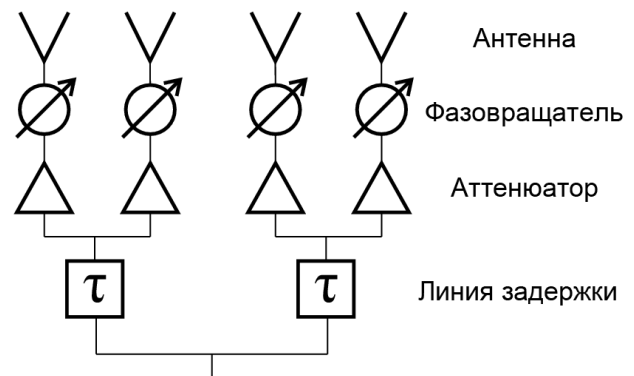 Антенна
Фазовращатель
Аттенюатор
τ τ
Линия задержки